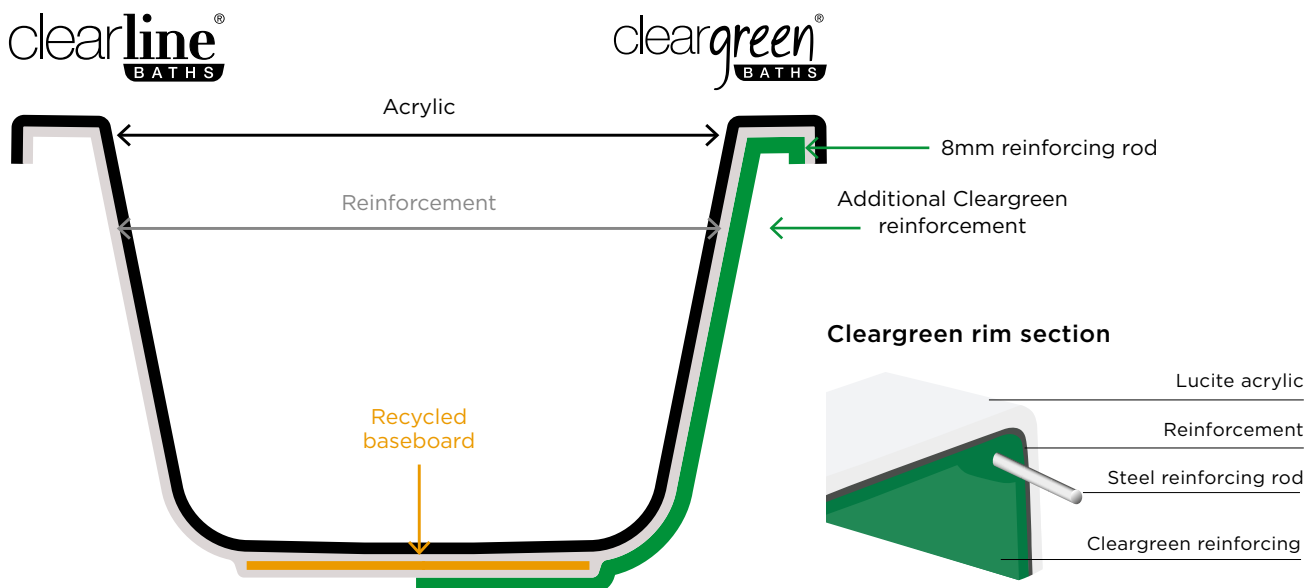 clearline®
BATHS
cleargreen®
BATHS
Acrylic
8mm reinforcing rod
Reinforcement
Additional Cleargreen
reinforcement
Cleargreen rim section
Lucite acrylic
Recycled
baseboard
Reinforcement
Steel reinforcing rod
Cleargreen reinforcing